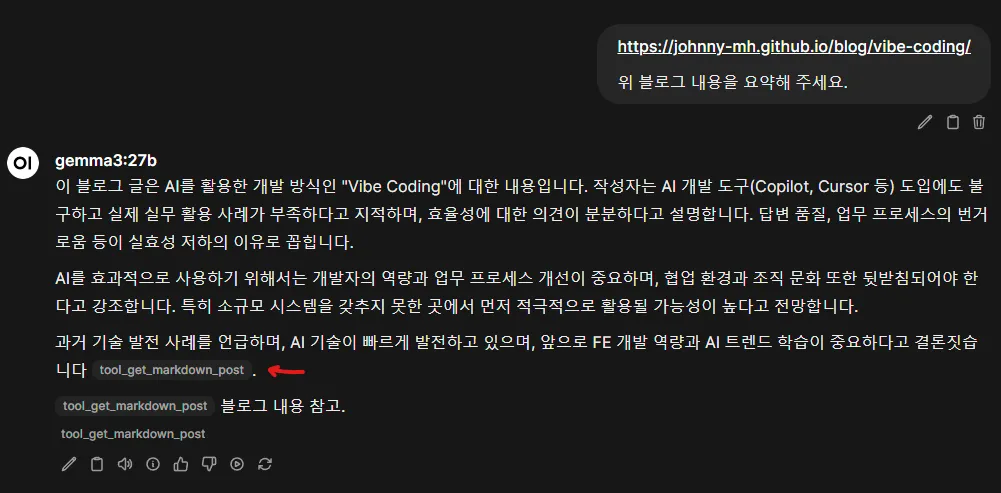 https://johnny-mh.github.io/blog/vibe-coding/
위 블로그 내용을 요약해 주세요.
OI
gemma3:27b
이 블로그 글은 AI를 활용한 개발 방식인 "Vibe Coding"에 대한 내용입니다. 작성자는 AI 개발 도구(Copilot, Cursor 등) 도입에도 불
구하고 실제 실무 활용 사례가 부족하다고 지적하며, 효율성에 대한 의견이 분분하다고 설명합니다. 답변 품질, 업무 프로세스의 번거
로움 등이 실효성 저하의 이유로 꼽힙니다.
AI를 효과적으로 사용하기 위해서는 개발자의 역량과 업무 프로세스 개선이 중요하며, 협업 환경과 조직 문화 또한 뒷받침되어야 한
다고 강조합니다. 특히 소규모 시스템을 갖추지 못한 곳에서 먼저 적극적으로 활용될 가능성이 높다고 전망합니다.
과거 기술 발전 사례를 언급하며, AI 기술이 빠르게 발전하고 있으며, 앞으로 FE 개발 역량과 AI 트렌드 학습이 중요하다고 결론짓습
니다 tool_get_markdown_post .
tool_get_markdown_post 블로그 내용 참고.
tool_get_markdown_post